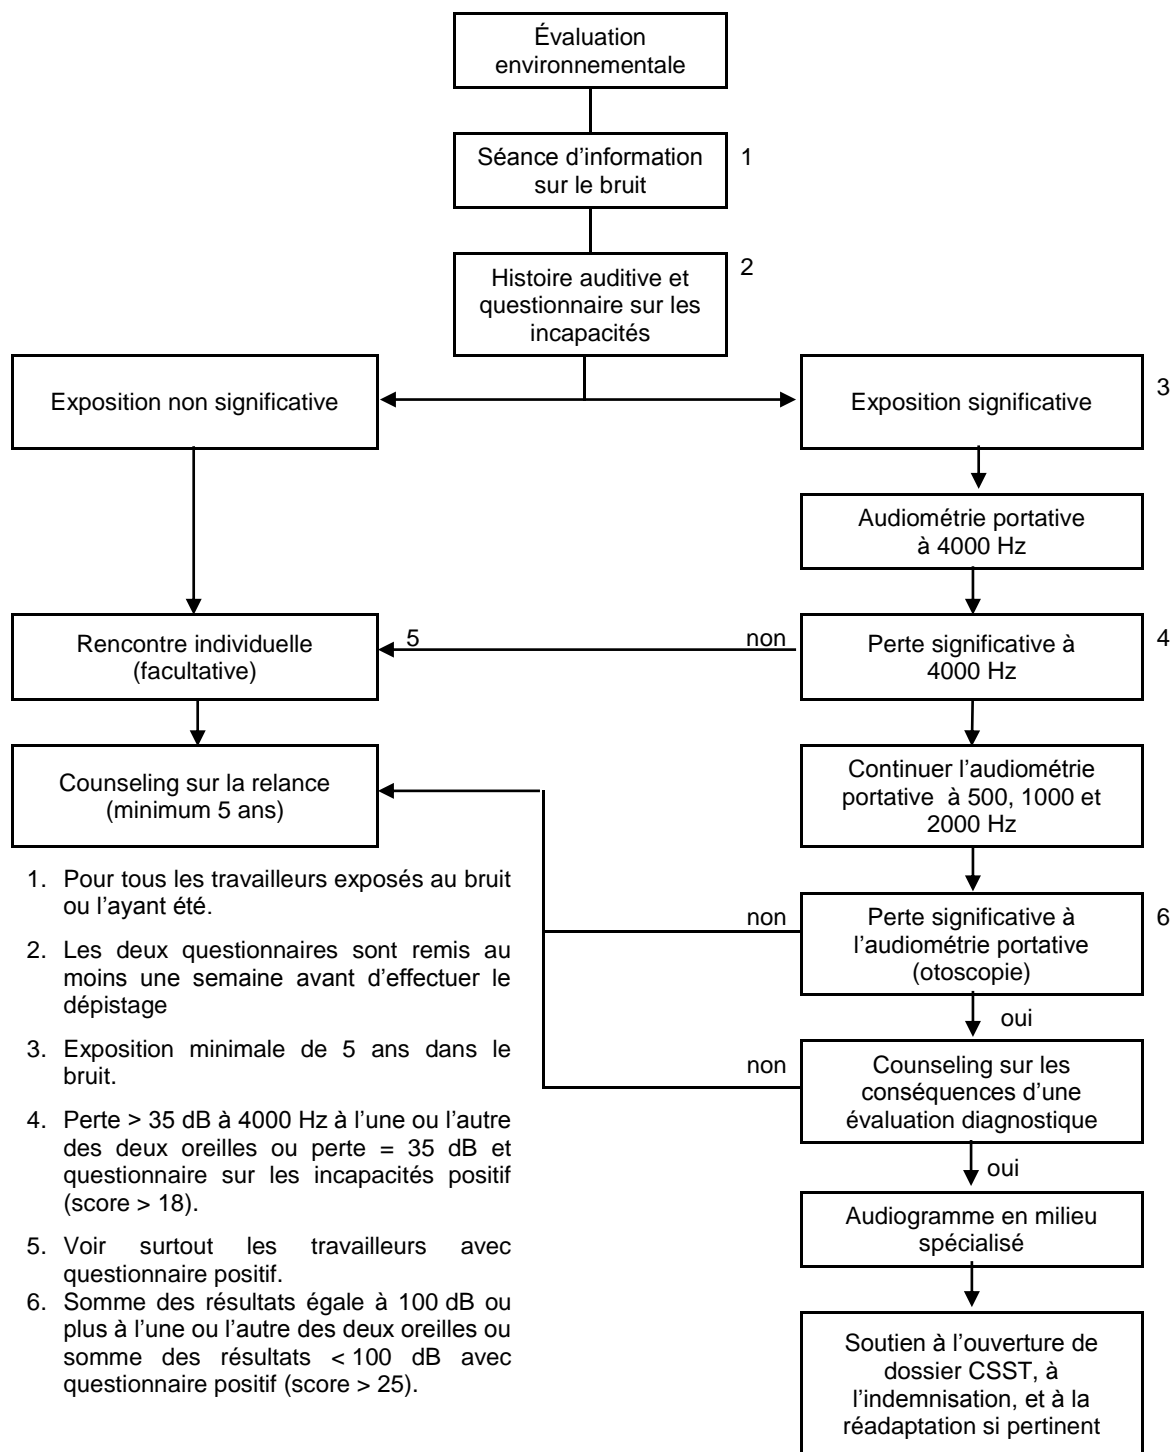 Évaluation
environnementale
Séance d'information
sur le bruit
1
Histoire auditive et
questionnaire sur les
incapacités
2
Exposition non significative
Exposition significative
3
Audiométrie portative
à 4000 Hz
Rencontre individuelle
(facultative)
5
non
Perte significative à
4000 Hz
4
Counseling sur la relance
(minimum 5 ans)
Continuer l'audiométrie
portative à 500, 1000 et
2000 Hz
non
Perte significative à
l'audiométrie portative
(otoscopie)
6
oui
non
Counseling sur les
conséquences d'une
évaluation diagnostique
oui
Audiogramme en milieu
spécialisé
Soutien à l'ouverture de
dossier CSST, à
l'indemnisation, et à la
réadaptation si pertinent
1. Pour tous les travailleurs exposés au bruit
ou l'ayant été.
2. Les deux questionnaires sont remis au
moins une semaine avant d'effectuer le
dépistage
3. Exposition minimale de 5 ans dans le
bruit.
4. Perte > 35 dB à 4000 Hz à l'une ou l'autre
des deux oreilles ou perte = 35 dB et
questionnaire sur les incapacités positif
(score > 18).
5. Voir surtout les travailleurs avec
questionnaire positif.
6. Somme des résultats égale à 100 dB ou
plus à l'une ou l'autre des deux oreilles ou
somme des résultats < 100 dB avec
questionnaire positif (score > 25).